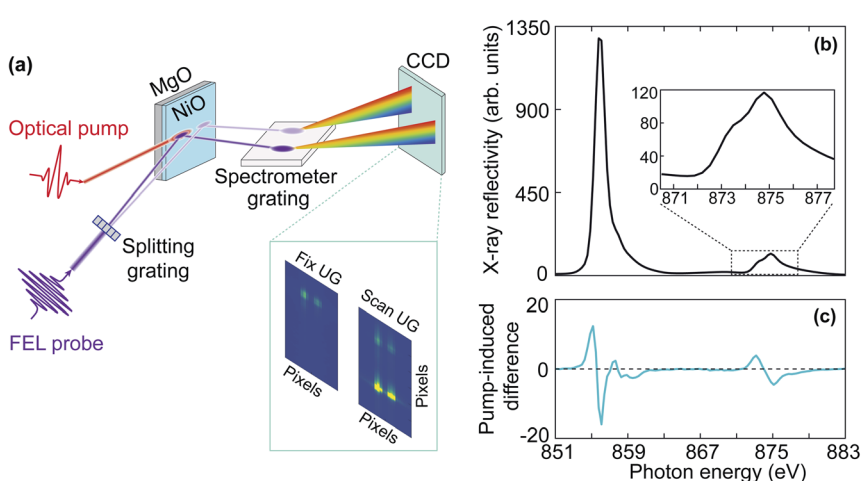 (a)
MgO
NiO
CCD
Optical pump
Spectrometer
grating
Splitting
grating
FEL probe
Fix UG
Scan UG
Pixels
Pixels
Pixels
(b)
X-ray reflectivity (arb. units)
1350
900
450
0
120
80
40
0
871 873 875 877
(c)
Pump-induced
difference
20
0
-20
851 859 867 875 883
Photon energy (eV)